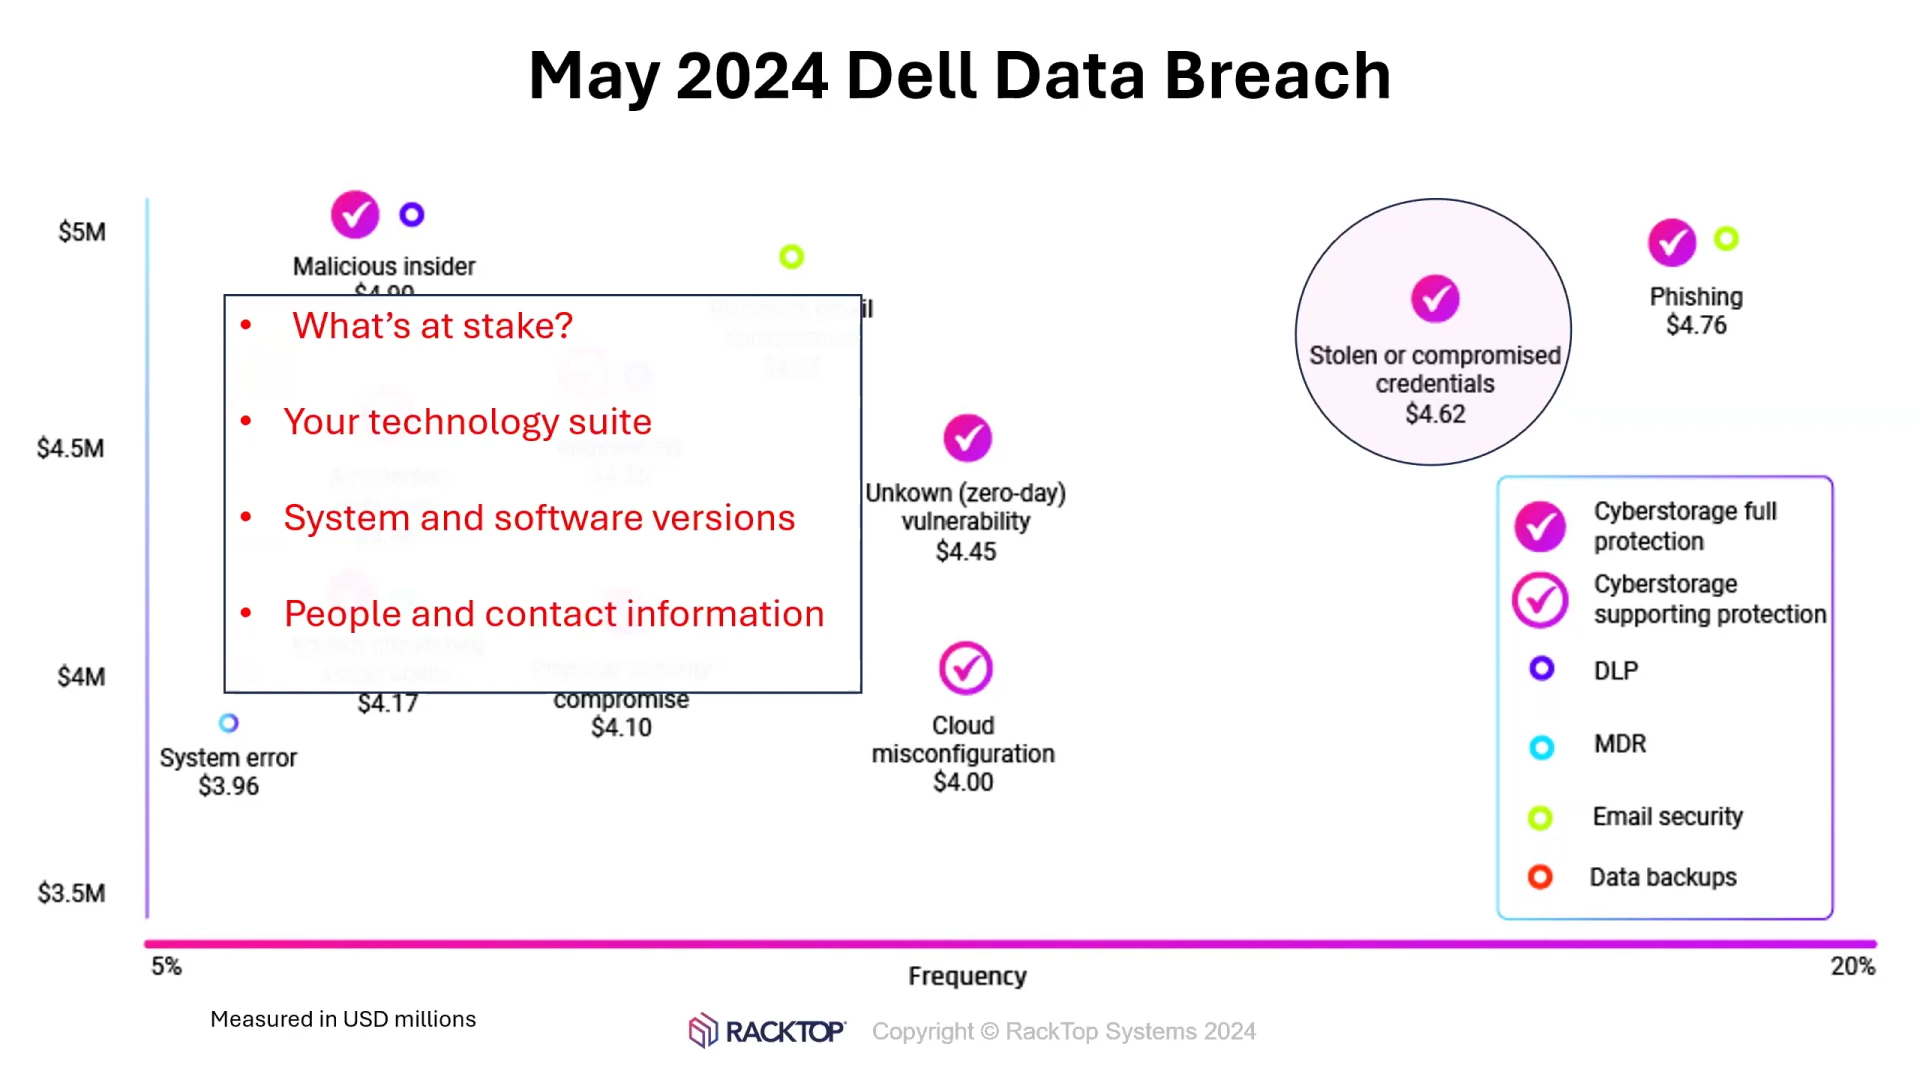 May 2024 Dell Data Breach
$5M
$4.5M
$4M
$3.5M
Malicious insider
$4.90
• What’s at stake?
• Your technology suite
• System and software versions
• People and contact information
$4.17
compromise
$4.10
System error
$3.96
Unkown (zero-day)
vulnerability
$4.45
Cloud
misconfiguration
$4.00
Stolen or compromised
credentials
$4.62
Phishing
$4.76
Cyberstorage full
protection
Cyberstorage
supporting protection
DLP
MDR
Email security
Data backups
5%
Frequency
20%
Measured in USD millions
RACKTOP
Copyright © RackTop Systems 2024